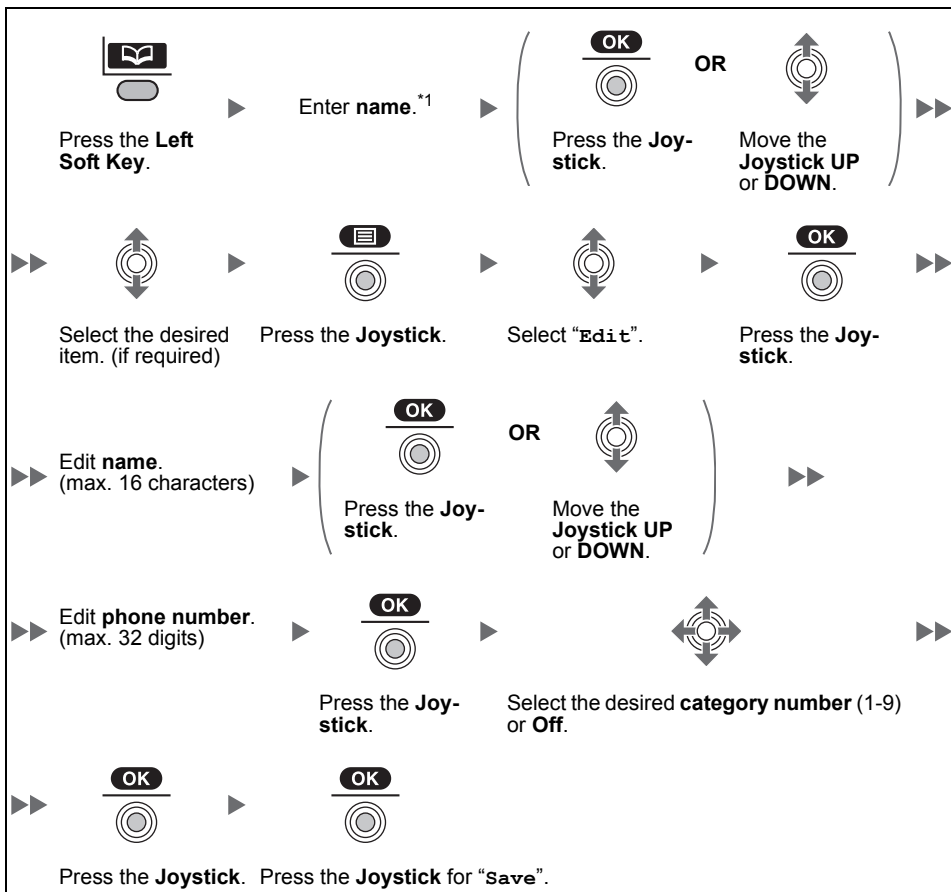 OK
OR
Press the Left
Soft Key.
Enter name.*1
Press the Joy-
stick.
Move the
Joystick UP
or DOWN.
OK
Select the desired
item. (if required)
Press the Joystick.
Select “Edit”.
Press the Joy-
stick.
OK
OR
Edit name.
(max. 16 characters)
Press the Joy-
stick.
Move the
Joystick UP
or DOWN.
OK
Edit phone number.
(max. 32 digits)
Press the Joy-
stick.
Select the desired category number (1-9)
or Off.
OK
OK
Press the Joystick.
Press the Joystick for “Save”.